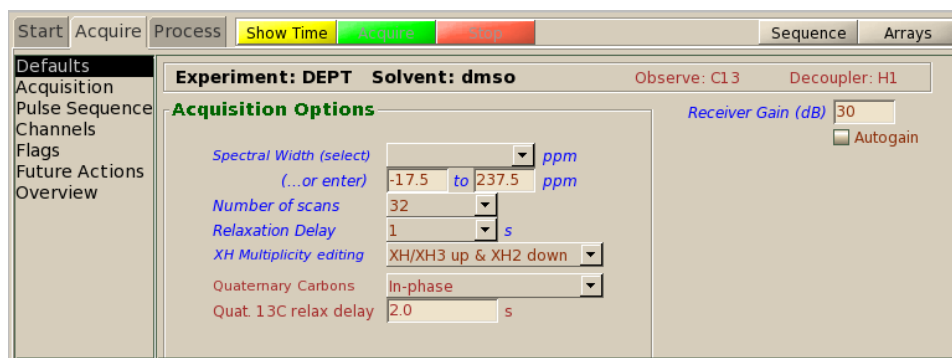 Start Acquire Process Show Time Acquire Stop Sequence Arrays
Defaults
Acquisition
Pulse Sequence
Channels
Flags
Future Actions
Overview
Experiment: DEPT Solvent: dmso Observe: C13 Decoupler: H1
Acquisition Options
Receiver Gain (dB) 30
Autogain
Spectral Width (select) ppm
(...or enter) -17.5 to 237.5 ppm
Number of scans 32
Relaxation Delay 1 s
XH Multiplicity editing XH/XH3 up & XH2 down
Quaternary Carbons In-phase
Quat. 13C relax delay 2.0 s